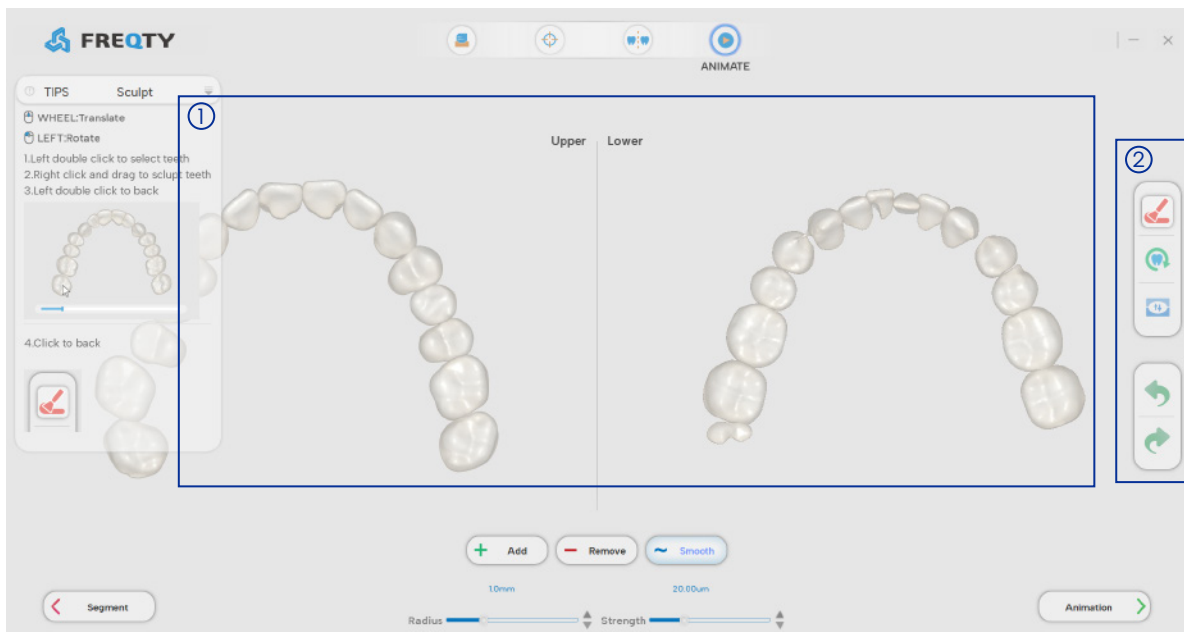 FREQTY
ANIMATE
TIPS Sculpt
①
WHEEL:Translate
LEFT:Rotate
1.Left double click to select teeth
2.Right click and drag to sclupt teeth
3.Left double click to back
Upper Lower
②
4.Click to back
Add Remove Smooth
1.0mm 20.00um
Segment
Radius Strength
Animation